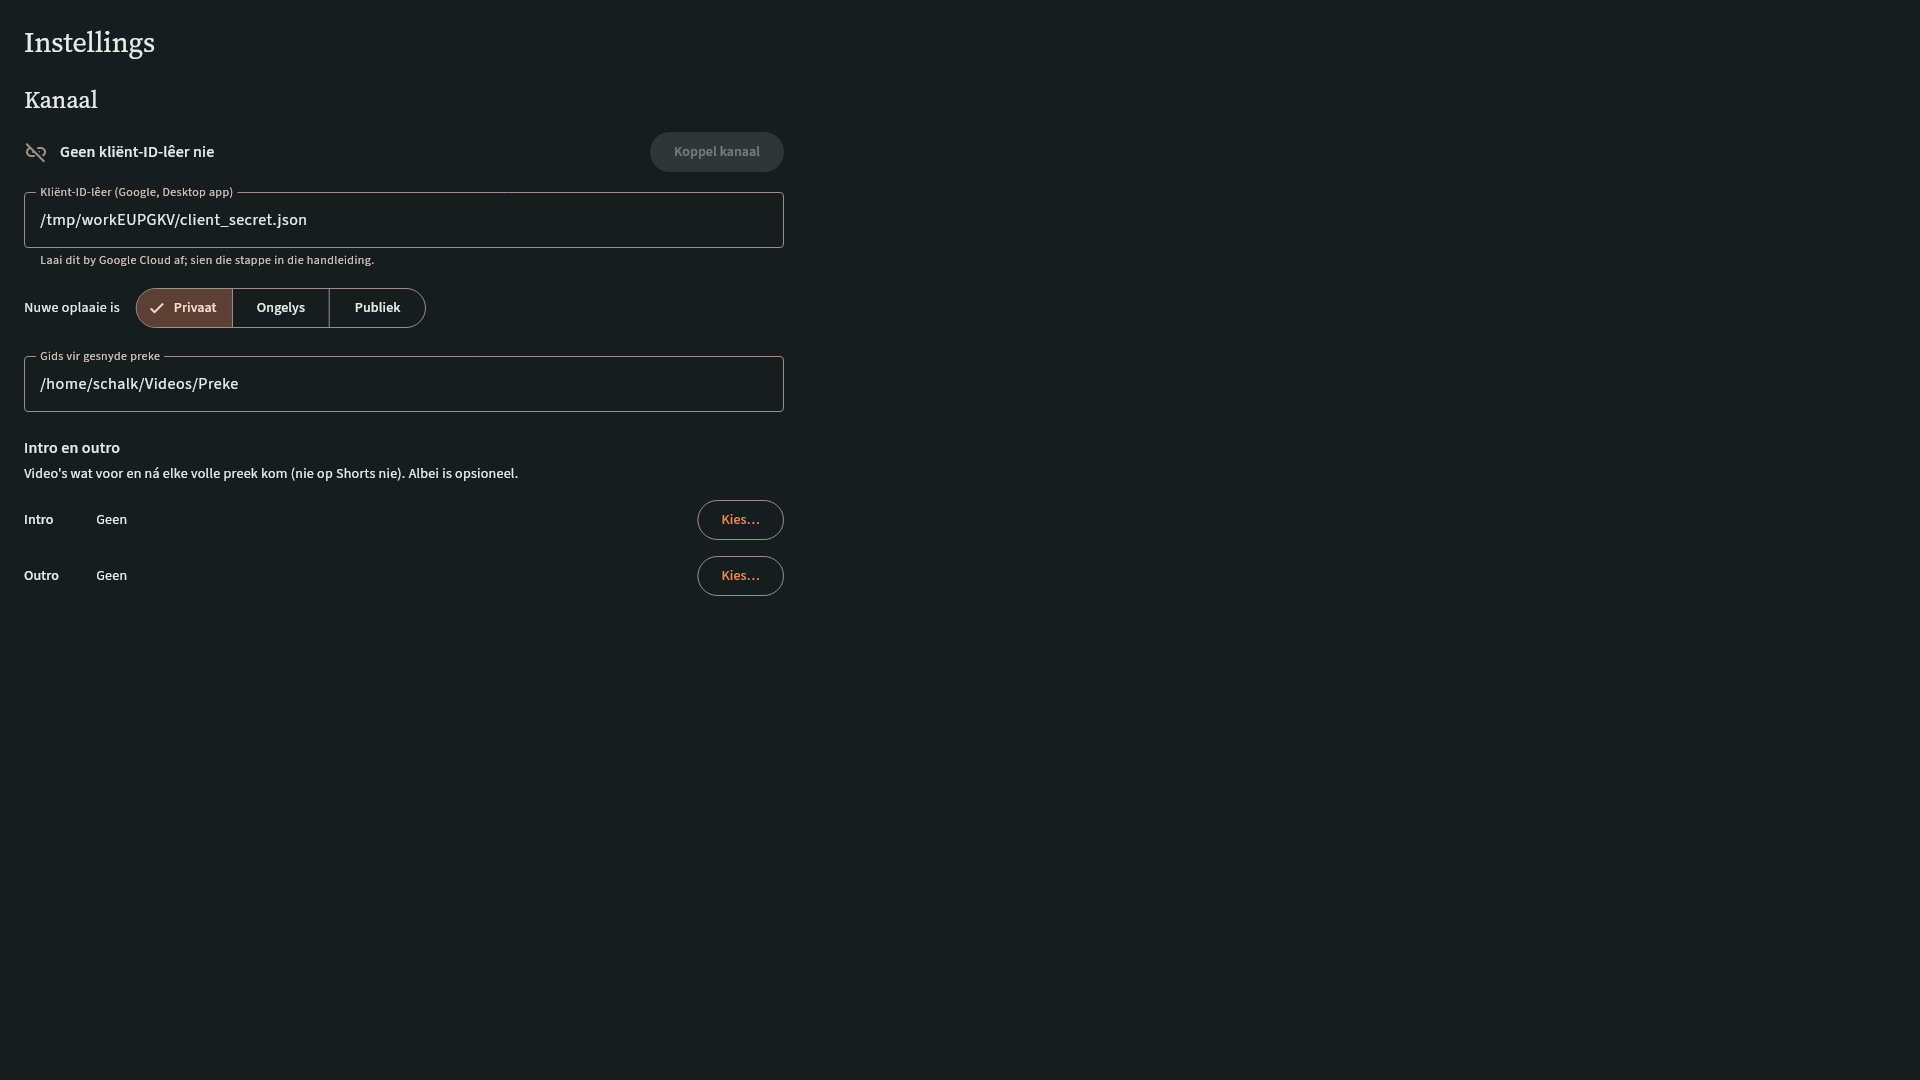 Instellings
Kanaal
Geen kliënt-ID-lêer nie
Koppel kanaal
Kliënt-ID-lêer (Google, Desktop app)
/tmp/workEUPGKV/client_secret.json
Laai dit by Google Cloud af; sien die stappe in die handleiding.
Nuwe oplaaie is
Privaat
Ongelys
Publiek
Gids vir gesnyde preke
/home/schalk/Videos/Preke
Intro en outro
Video's wat voor en ná elke volle preek kom (nie op Shorts nie). Albei is opsioneel.
Intro
Geen
Kies…
Outro
Geen
Kies…